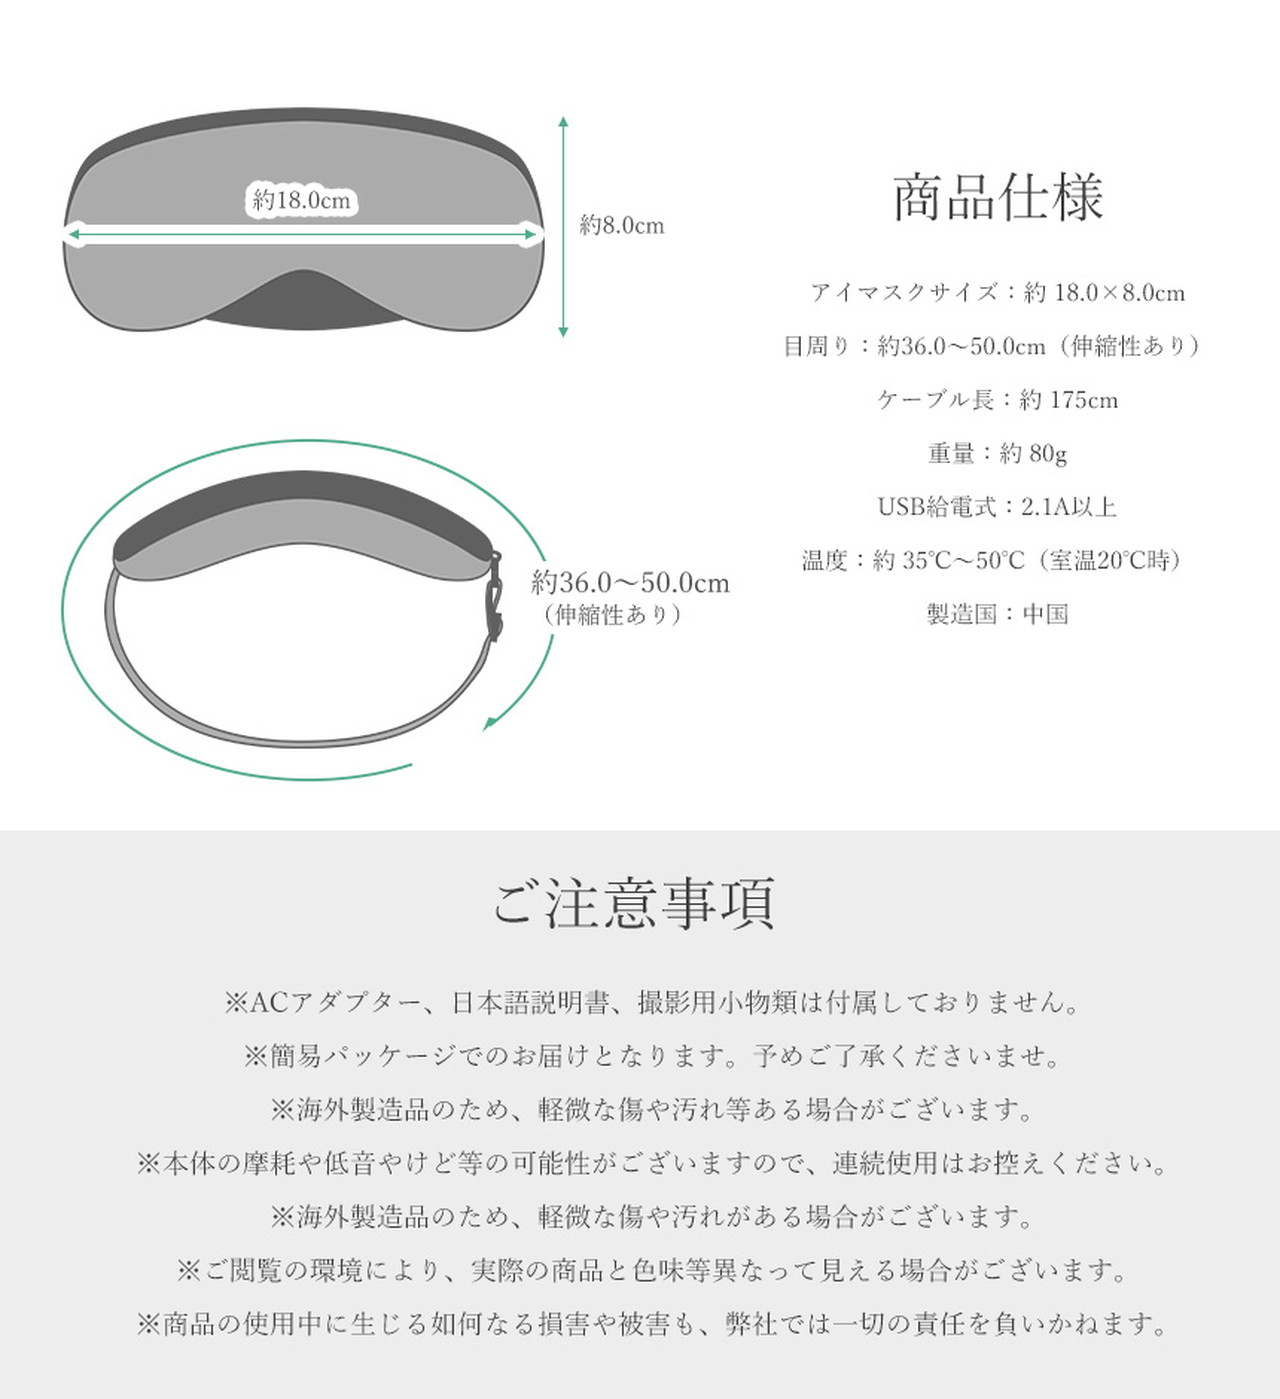 約18.0cm
約8.0cm
商品仕様
アイマスクサイズ：約 18.0×8.0cm
目周り：約36.0〜50.0cm（伸縮性あり）
ケーブル長：約 175cm
重量：約 80g
USB給電式：2.1A以上
温度：約 35℃〜50℃（室温20℃時）
製造国：中国
約36.0〜50.0cm
（伸縮性あり）
ご注意事項
※ACアダプター、日本語説明書、撮影用小物類は付属しておりません。
※簡易パッケージでのお届けとなります。予めご了承くださいませ。
※海外製造品のため、軽微な傷や汚れ等ある場合がございます。
※本体の摩耗や低音やけど等の可能性がございますので、連続使用はお控えください。
※海外製造品のため、軽微な傷や汚れがある場合がございます。
※ご閲覧の環境により、実際の商品と色味等異なって見える場合がございます。
※商品の使用中に生じる如何なる損害や被害も、弊社では一切の責任を負いかねます。